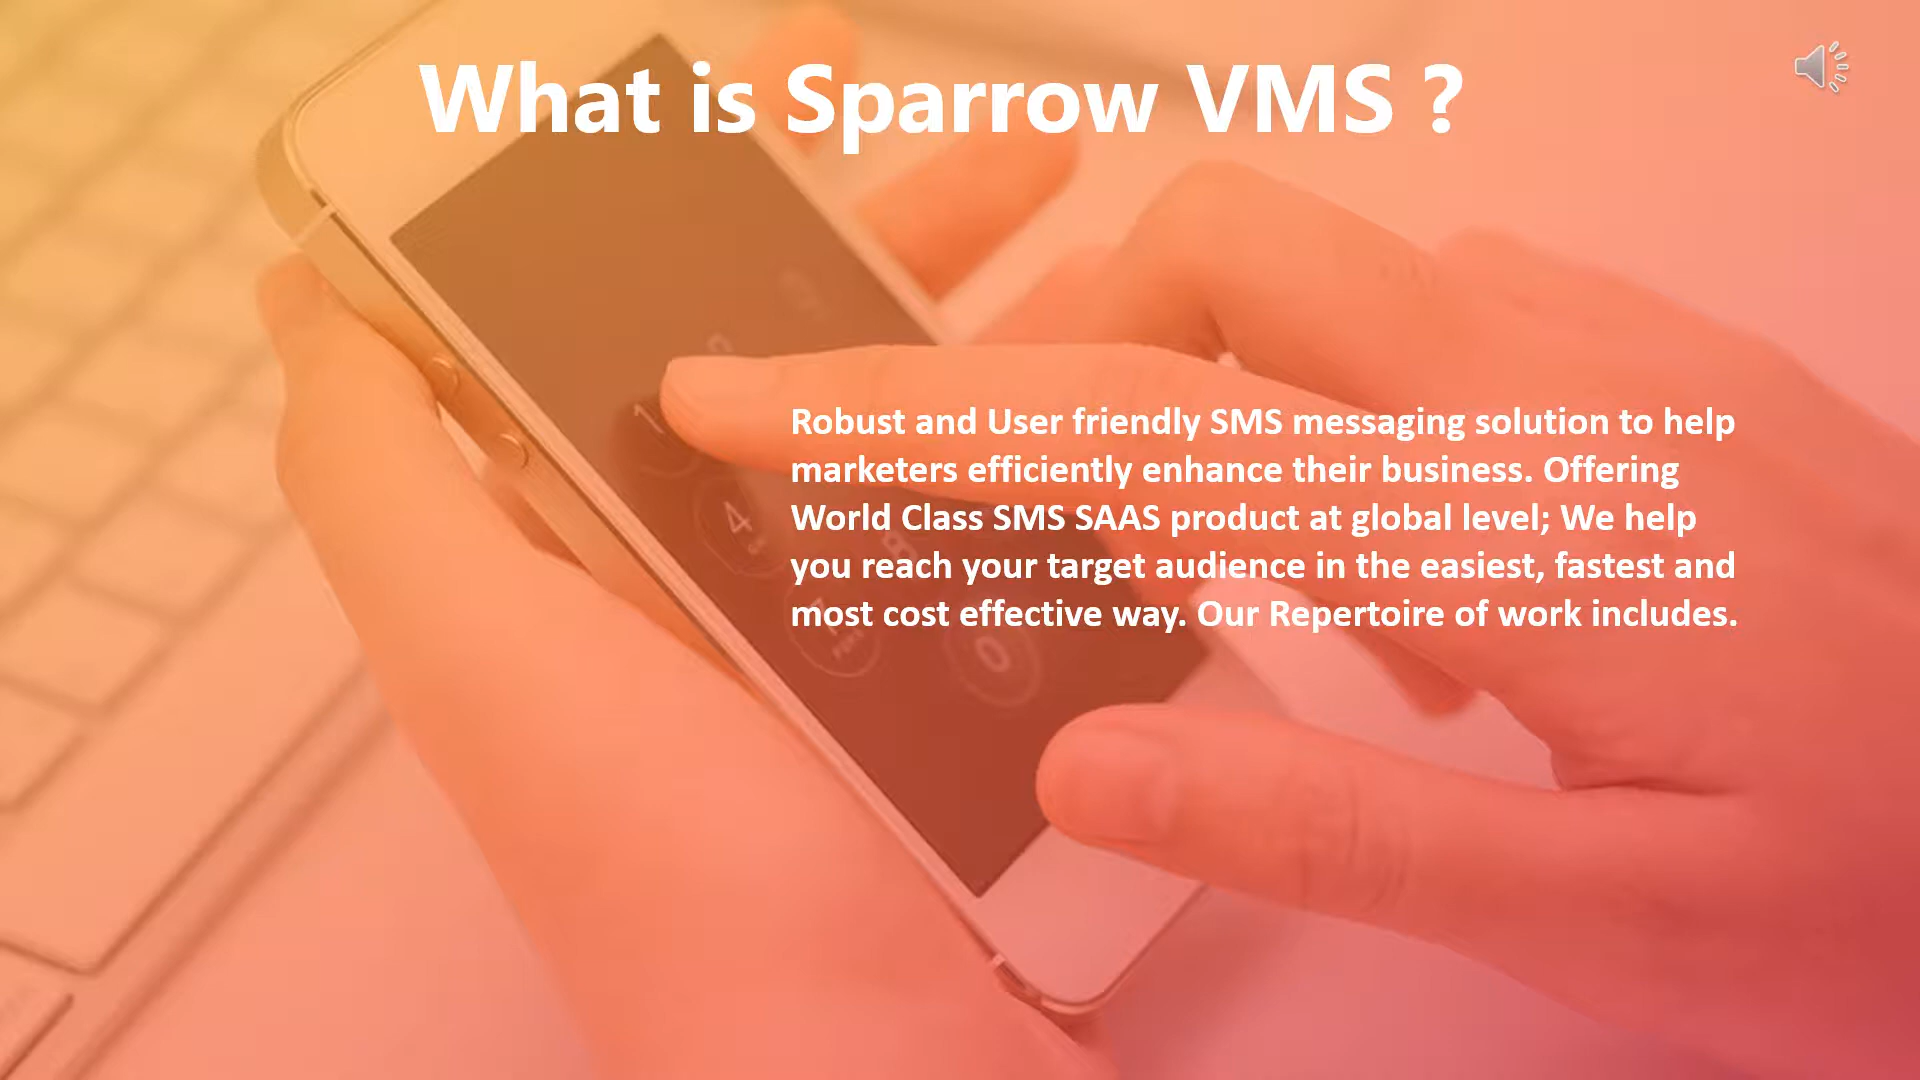 What is Sparrow VMS ?
Robust and User friendly SMS messaging solution to help
marketers efficiently enhance their business. Offering
World Class SMS SAAS product at global level; We help
you reach your target audience in the easiest, fastest and
most cost effective way. Our Repertoire of work includes.
4
0